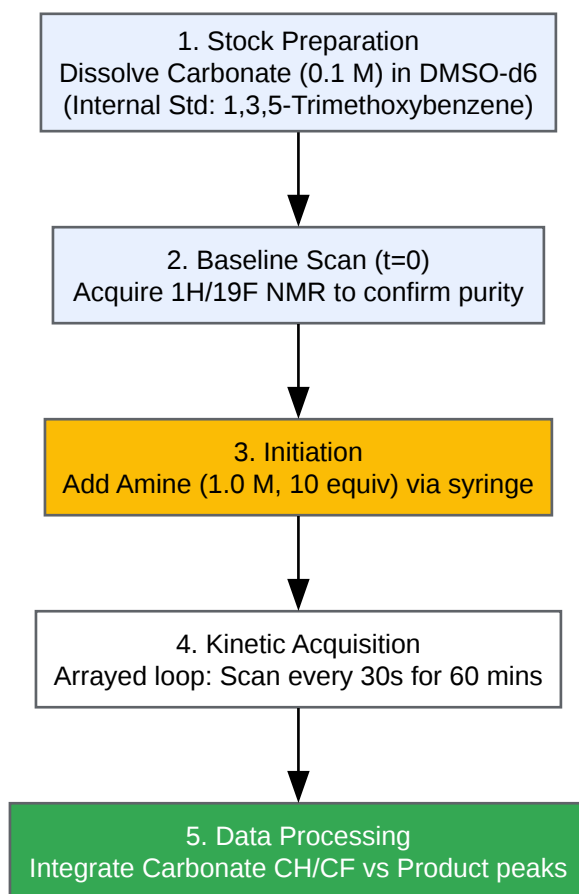 1. Stock Preparation
Dissolve Carbonate (0.1 M) in DMSO-d6
(Internal Std: 1,3,5-Trimethoxybenzene)
2. Baseline Scan (t=0)
Acquire 1H/19F NMR to confirm purity
3. Initiation
Add Amine (1.0 M, 10 equiv) via syringe
4. Kinetic Acquisition
Arrayed loop: Scan every 30s for 60 mins
5. Data Processing
Integrate Carbonate CH/CF vs Product peaks